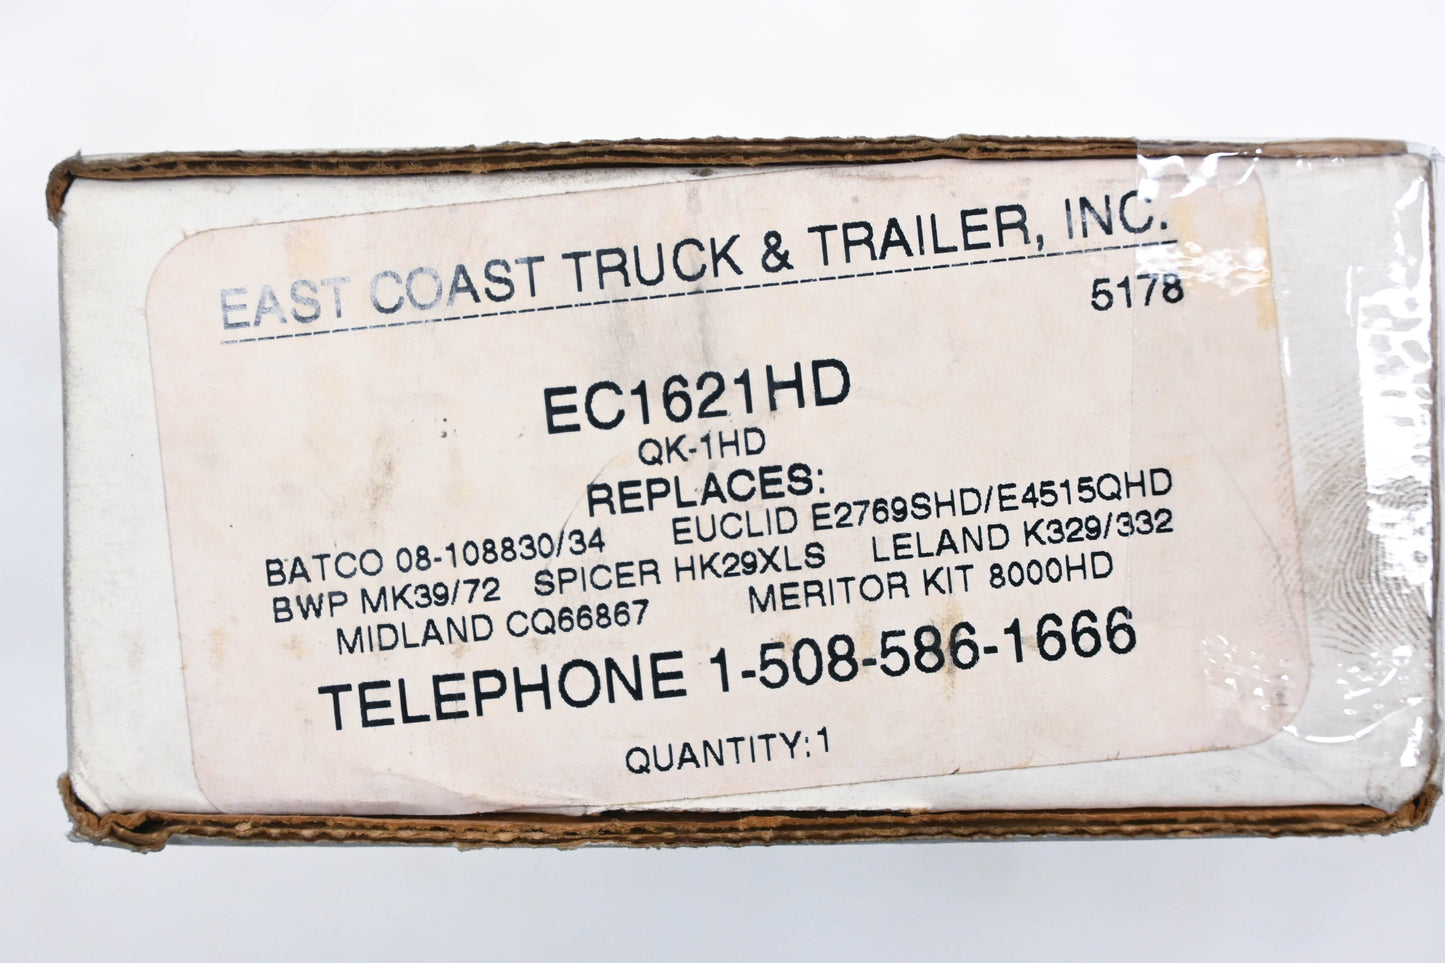 EAST COAST TRUCK & TRAILER, INC.
5178
EC1621HD
QK-1HD
REPLACES:
BATCO 08-108830/34 EUCLID E2769SHD/E4515QHD
BWP MK39/72 SPICER HK29XLS LELAND K329/332
MIDLAND CQ66867 MERITOR KIT 8000HD
TELEPHONE 1-508-586-1666
QUANTITY:1